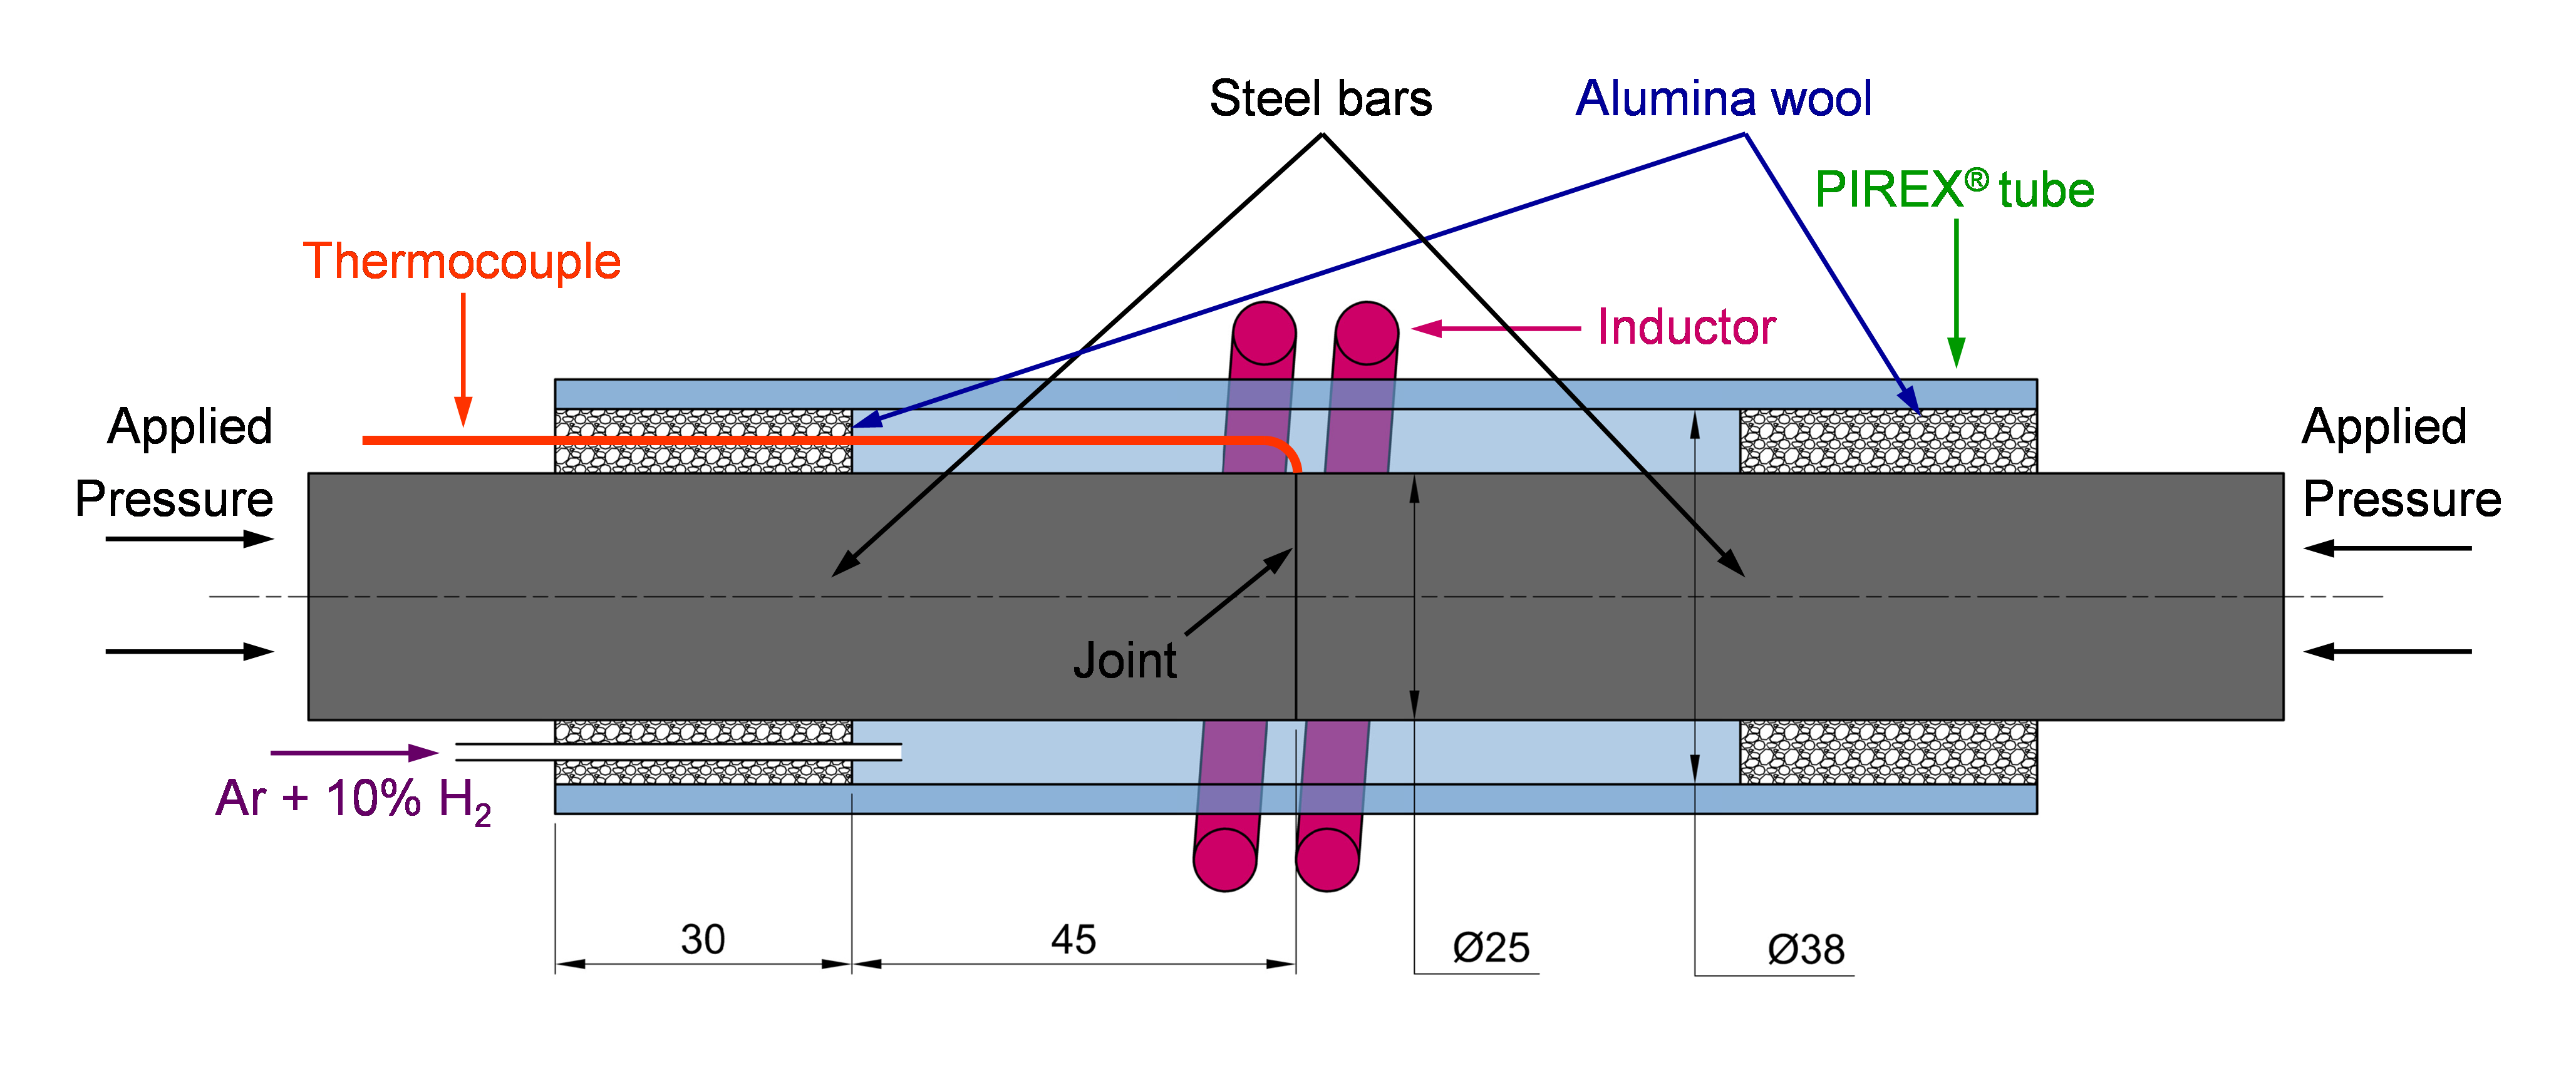 Steel bars
Alumina wool
PIREX® tube
Thermocouple
Inductor
Applied
Pressure
Applied
Pressure
Joint
Ar + 10% H₂
30
45
Ø25
Ø38